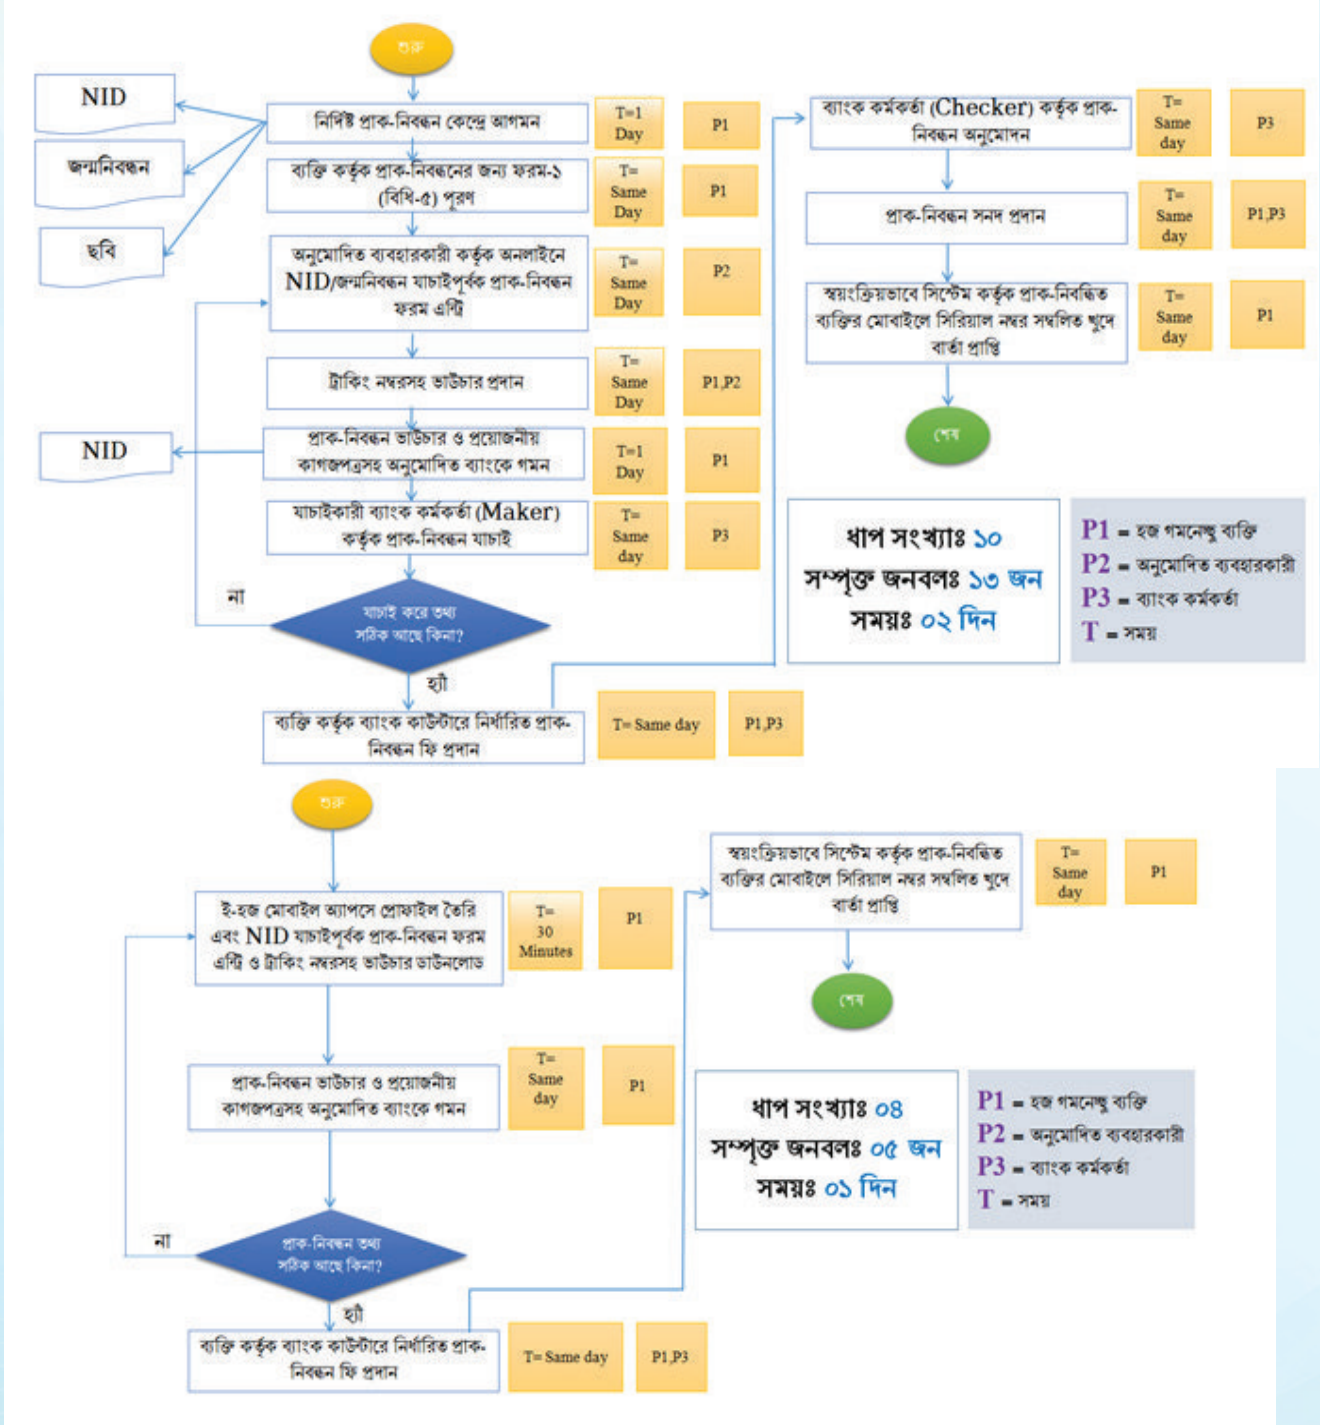 শুরু
NID
জন্মনিবন্ধন
ছবি
নির্দিষ্ট প্রাক-নিবন্ধন কেন্দ্রে আগমন
T=1
Day
P1
ব্যক্তি কর্তৃক প্রাক-নিবন্ধনের জন্য ফরম-১
(বিধি-৫) পূরণ
T=
Same
Day
P1
অনুমোদিত ব্যবহারকারী কর্তৃক অনলাইনে
NID/জন্মনিবন্ধন যাচাইপূর্বক প্রাক-নিবন্ধন
ফরম এন্ট্রি
T=
Same
Day
P2
ট্রাকিং নম্বরসহ ভাউচার প্রদান
T=
Same
Day
P1,P2
NID
প্রাক-নিবন্ধন ভাউচার ও প্রয়োজনীয়
কাগজপত্রসহ অনুমোদিত ব্যাংকে গমন
T=1
Day
P1
যাচাইকারী ব্যাংক কর্মকর্তা (Maker)
কর্তৃক প্রাক-নিবন্ধন যাচাই
T=
Same
day
P3
না
যাচাই করে তথ্য
সঠিক আছে কিনা?
হ্যাঁ
ব্যক্তি কর্তৃক ব্যাংক কাউন্টারে নির্ধারিত প্রাক-
নিবন্ধন ফি প্রদান
T= Same day
P1,P3
ব্যাংক কর্মকর্তা (Checker) কর্তৃক প্রাক-
নিবন্ধন অনুমোদন
T=
Same
day
P3
প্রাক-নিবন্ধন সনদ প্রদান
T=
Same
day
P1,P3
স্বয়ংক্রিয়ভাবে সিস্টেম কর্তৃক প্রাক-নিবন্ধিত
ব্যক্তির মোবাইলে সিরিয়াল নম্বর সম্বলিত খুদে
বার্তা প্রাপ্তি
T=
Same
day
P1
শেষ
ধাপ সংখ্যাঃ ১০
সম্পৃক্ত জনবলঃ ১৩ জন
সময়ঃ ০২ দিন
P1 = হজ গমনেচ্ছু ব্যক্তি
P2 = অনুমোদিত ব্যবহারকারী
P3 = ব্যাংক কর্মকর্তা
T = সময়
শুরু
ই-হজ মোবাইল অ্যাপসে প্রোফাইল তৈরি
এবং NID যাচাইপূর্বক প্রাক-নিবন্ধন ফরম
এন্ট্রি ও ট্রাকিং নম্বরসহ ভাউচার ডাউনলোড
T=
30
Minutes
P1
প্রাক-নিবন্ধন ভাউচার ও প্রয়োজনীয়
কাগজপত্রসহ অনুমোদিত ব্যাংকে গমন
T=
Same
day
P1
না
প্রাক-নিবন্ধন তথ্য
সঠিক আছে কিনা?
হ্যাঁ
ব্যক্তি কর্তৃক ব্যাংক কাউন্টারে নির্ধারিত প্রাক-
নিবন্ধন ফি প্রদান
T= Same day
P1,P3
স্বয়ংক্রিয়ভাবে সিস্টেম কর্তৃক প্রাক-নিবন্ধিত
ব্যক্তির মোবাইলে সিরিয়াল নম্বর সম্বলিত খুদে
বার্তা প্রাপ্তি
T=
Same
day
P1
শেষ
ধাপ সংখ্যাঃ ০৪
সম্পৃক্ত জনবলঃ ০৫ জন
সময়ঃ ০১ দিন
P1 = হজ গমনেচ্ছু ব্যক্তি
P2 = অনুমোদিত ব্যবহারকারী
P3 = ব্যাংক কর্মকর্তা
T = সময়